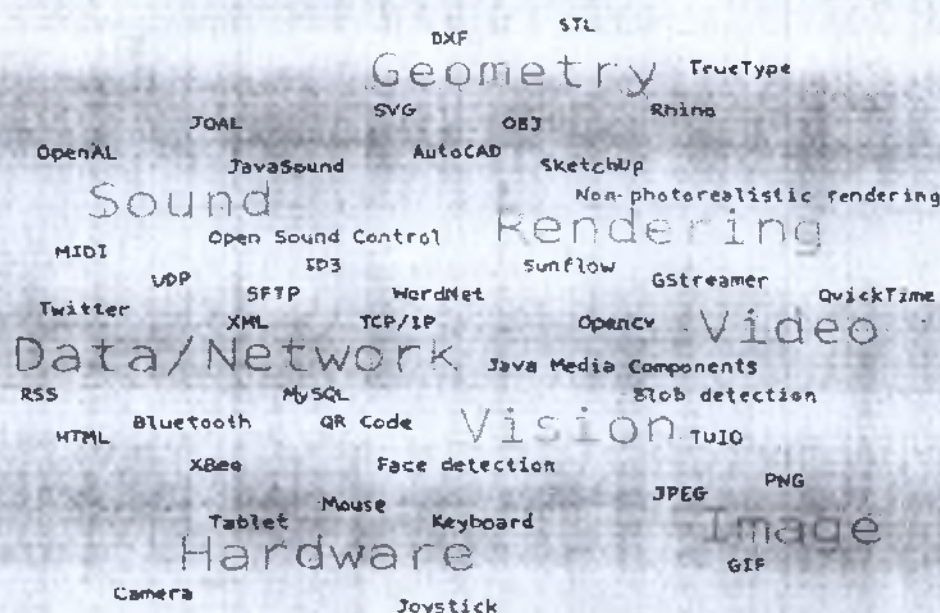 STL
DXF
Geometry
TrueType
SVG
OBJ
Rhino
JOAL
OpenAL
JavaSound
AutoCAD
SketchUp
Sound
Non-photorealistic rendering
Rendering
MIDI
Open Sound Control
ID3
Sunflow
UDP
SFTP
WordNet
GStreamer
QuickTime
Twitter
XML
TCP/IP
Opencv
Video
Data/Network
Java Media Components
RSS
MySQL
Blob detection
HTML
Bluetooth
QR Code
Vision
TUIO
XBee
Face detection
PNG
JPEG
Mouse
Tablet
Keyboard
Image
Hardware
GIF
Camera
Joystick